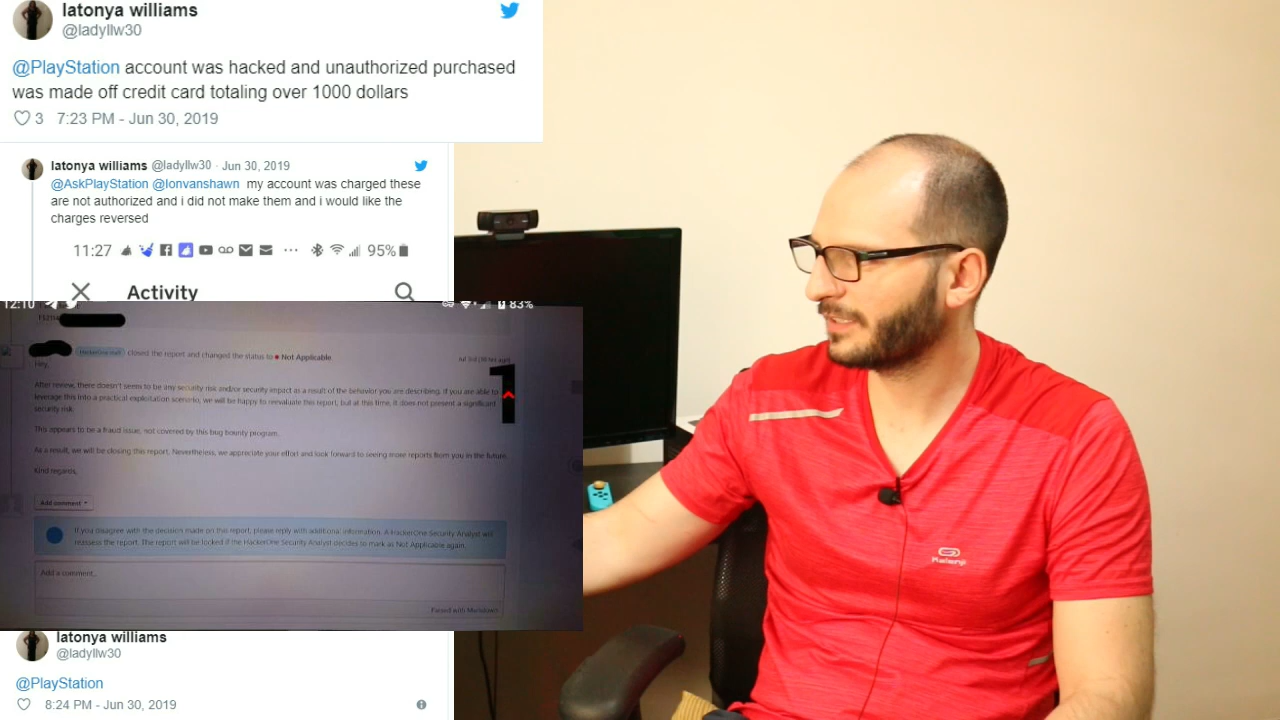 latonya williams
@ladyllw30
@PlayStation account was hacked and unauthorized purchased
was made off credit card totaling over 1000 dollars
3 7:23 PM - Jun 30, 2019
latonya williams @ladyllw30 · Jun 30, 2019
@AskPlayStation @Ionvanshawn my account was charged these
are not authorized and i did not make them and i would like the
charges reversed
11:27 95%
Activity
12:10 83%
HackerOne staff closed the report and changed the status to Not Applicable.
Hey,
After review, there doesn't seem to be any security risk and/or security impact as a result of the behavior you are describing. If you are able to
leverage this into a practical exploitation scenario, we will be happy to reevaluate this report, but at this time, it does not present a significant
security risk.
This appears to be a fraud issue, not covered by this bug bounty program.
As a result, we will be closing this report. Nevertheless, we appreciate your effort and look forward to seeing more reports from you in the future.
Kind regards,
Add comment
If you disagree with the decision made on this report, please reply with additional information. A HackerOne Security Analyst will
reassess the report. The report will be locked if the HackerOne Security Analyst decides to mark as Not Applicable again.
Add a comment...
Parsed with Markdown
latonya williams
@ladyllw30
@PlayStation
8:24 PM - Jun 30, 2019
Kalenji